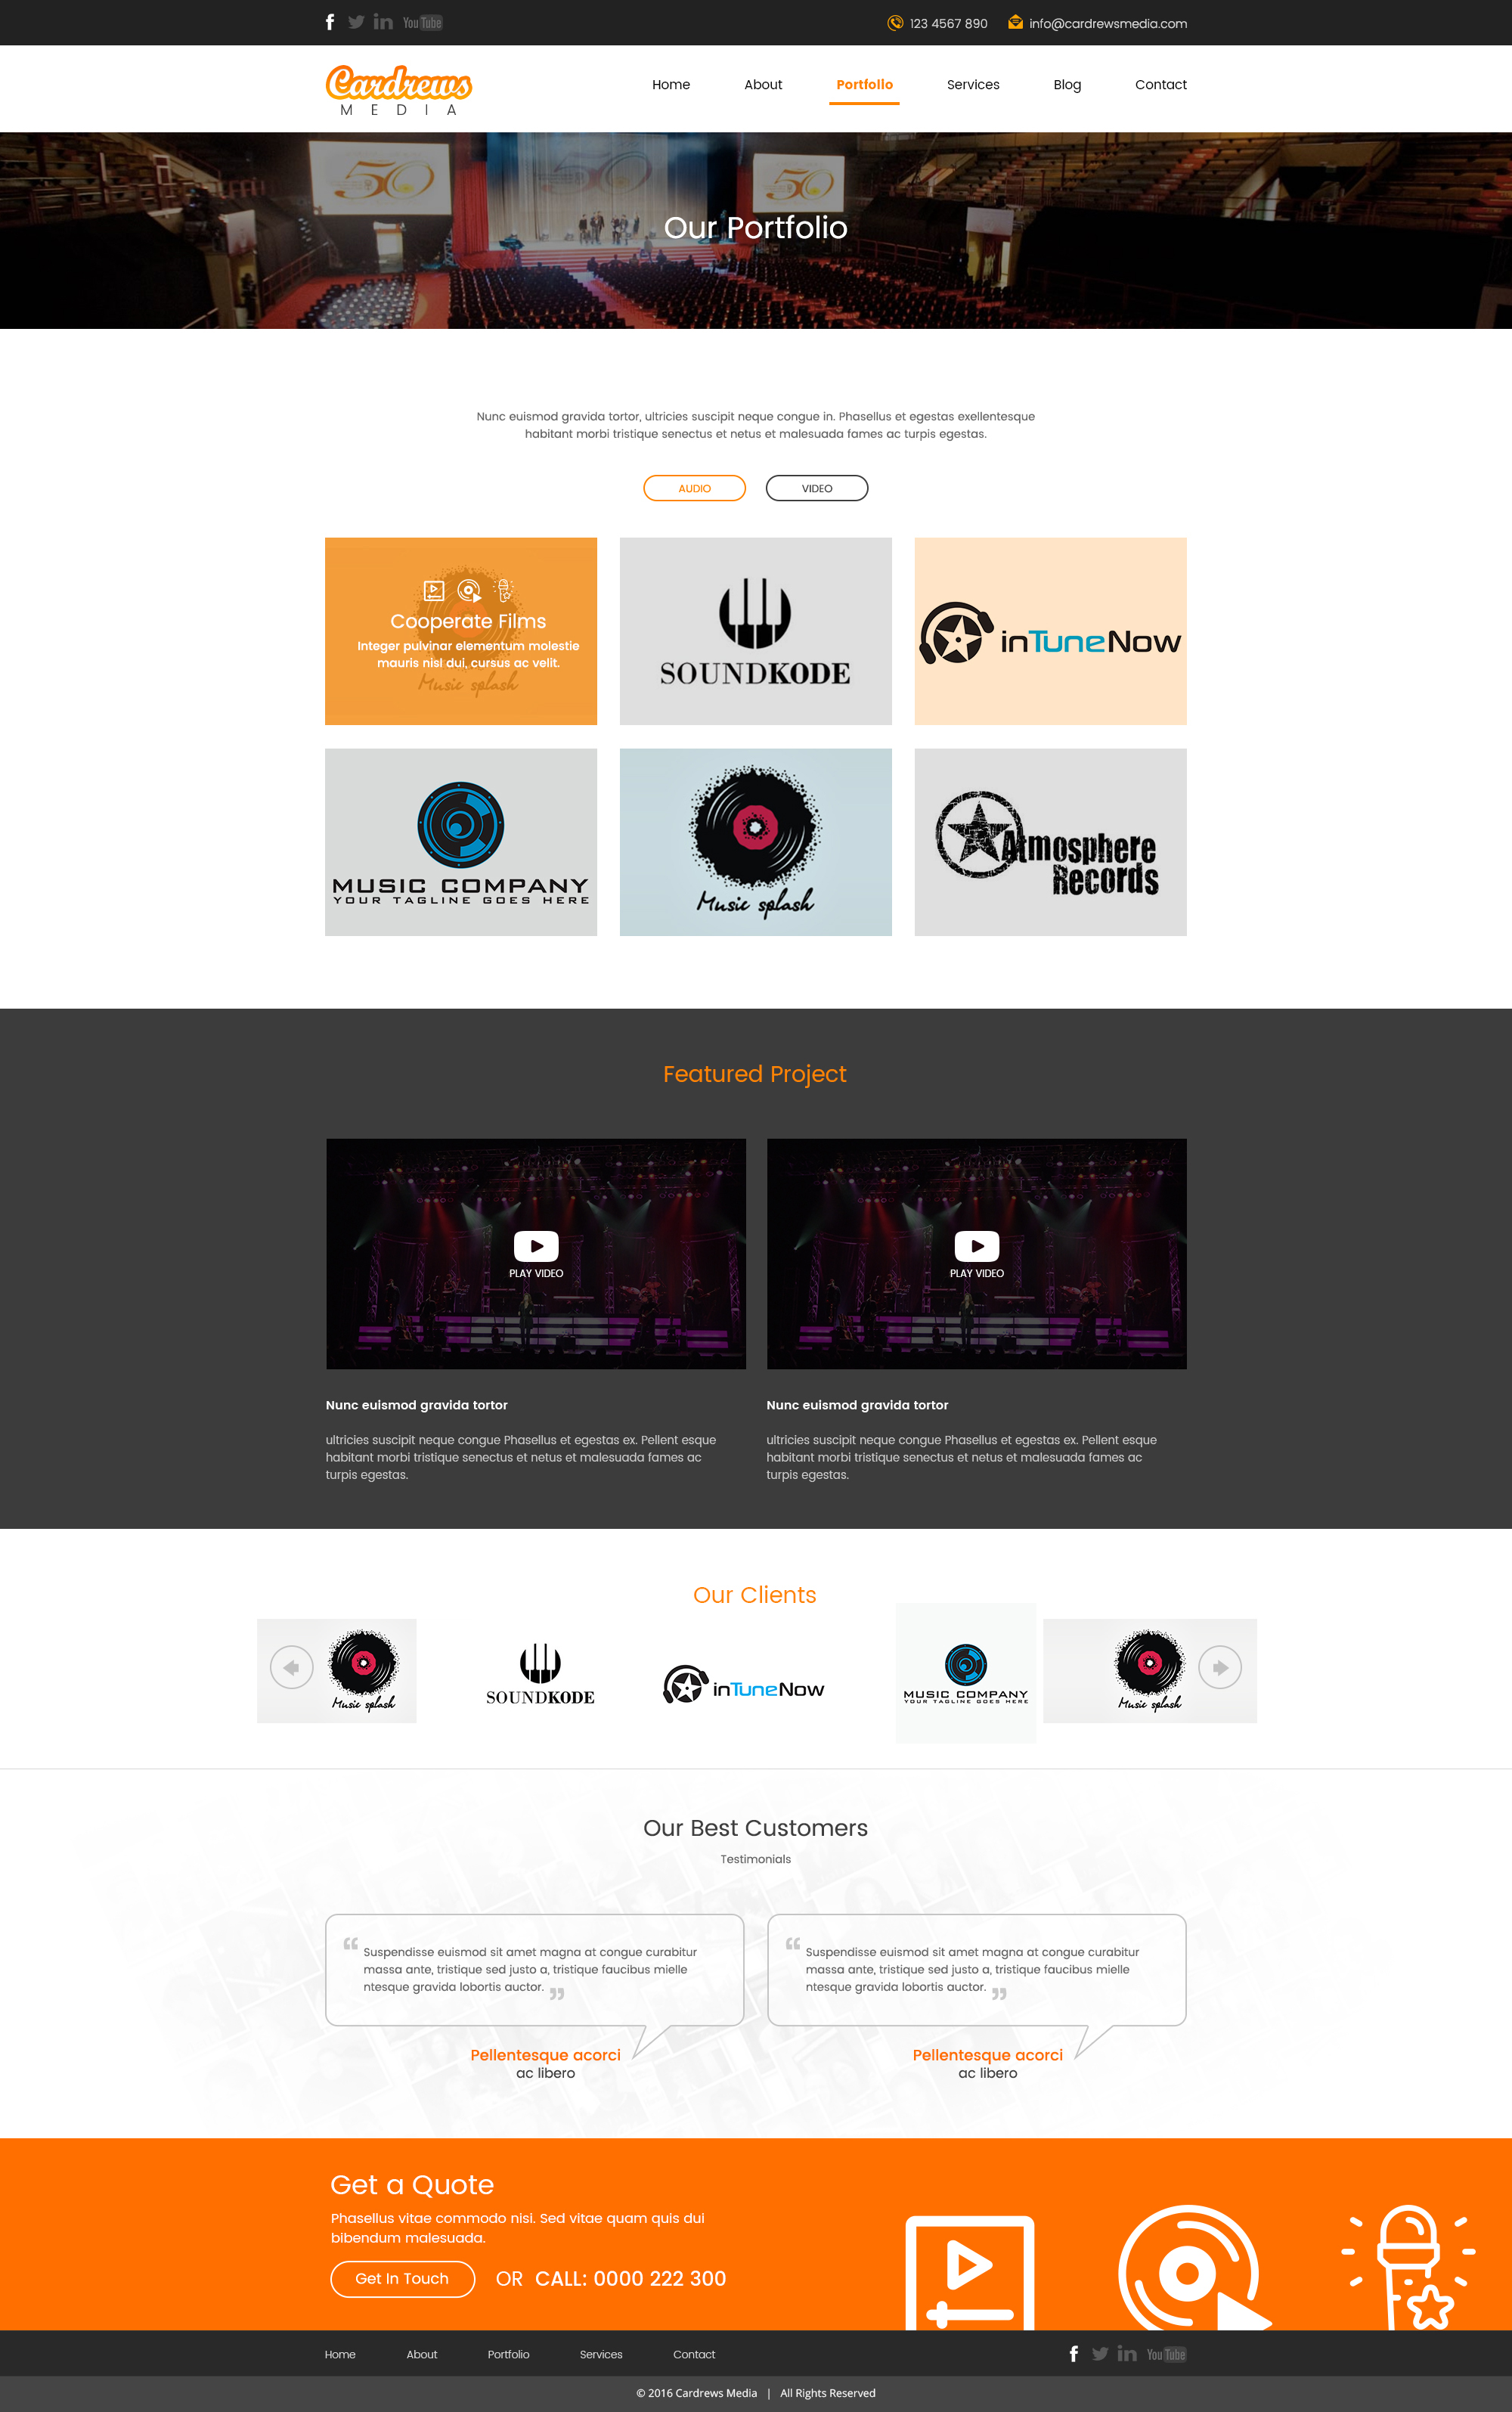 You Tube
123 4567 890
info@cardrewsmedia.com
Cardrews
MEDIA
Home
About
Portfolio
Services
Blog
Contact
50
50
50
Our Portfolio
Nunc euismod gravida tortor, ultricies suscipit neque congue in. Phasellus et egestas exellentesque
habitant morbi tristique senectus et netus et malesuada fames ac turpis egestas.
AUDIO
VIDEO
Cooperate Films
Integer pulvinar elementum molestie
mauris nisl dui, cursus ac velit.
Music splash
SOUNDKODE
inTuneNow
MUSIC COMPANY
YOUR TAGLINE GOES HERE
Music splash
Atmosphere
Records
Featured Project
PLAY VIDEO
PLAY VIDEO
Nunc euismod gravida tortor
ultricies suscipit neque congue Phasellus et egestas ex. Pellent esque
habitant morbi tristique senectus et netus et malesuada fames ac
turpis egestas.
Nunc euismod gravida tortor
ultricies suscipit neque congue Phasellus et egestas ex. Pellent esque
habitant morbi tristique senectus et netus et malesuada fames ac
turpis egestas.
Our Clients
Music splash
SOUNDKODE
inTuneNow
MUSIC COMPANY
YOUR TAGLINE GOES HERE
Music splash
Our Best Customers
Testimonials
“ Suspendisse euismod sit amet magna at congue curabitur
massa ante, tristique sed justo a, tristique faucibus mielle
ntesque gravida lobortis auctor. ”
Pellentesque acorci
ac libero
“ Suspendisse euismod sit amet magna at congue curabitur
massa ante, tristique sed justo a, tristique faucibus mielle
ntesque gravida lobortis auctor. ”
Pellentesque acorci
ac libero
Get a Quote
Phasellus vitae commodo nisi. Sed vitae quam quis dui
bibendum malesuada.
Get In Touch
OR CALL: 0000 222 300
Home
About
Portfolio
Services
Contact
You Tube
© 2016 Cardrews Media | All Rights Reserved